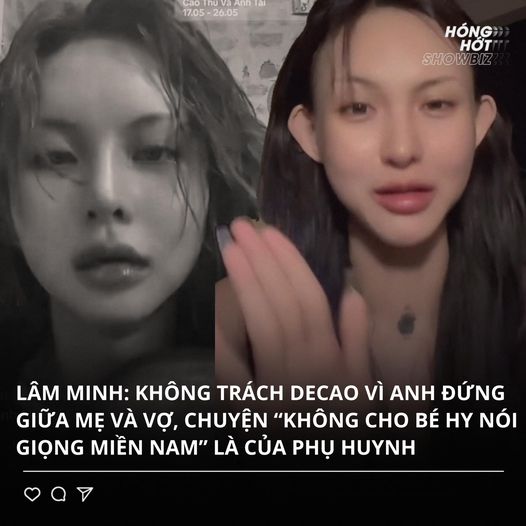 Cao Thủ Và Anh Tài
17.05 - 26.05
HÓNG
HỚT
SHOWBIZ
LÂM MINH: KHÔNG TRÁCH DECAO VÌ ANH ĐỨNG
GIỮA MẸ VÀ VỢ, CHUYỆN “KHÔNG CHO BÉ HY NÓI
GIỌNG MIỀN NAM” LÀ CỦA PHỤ HUYNH